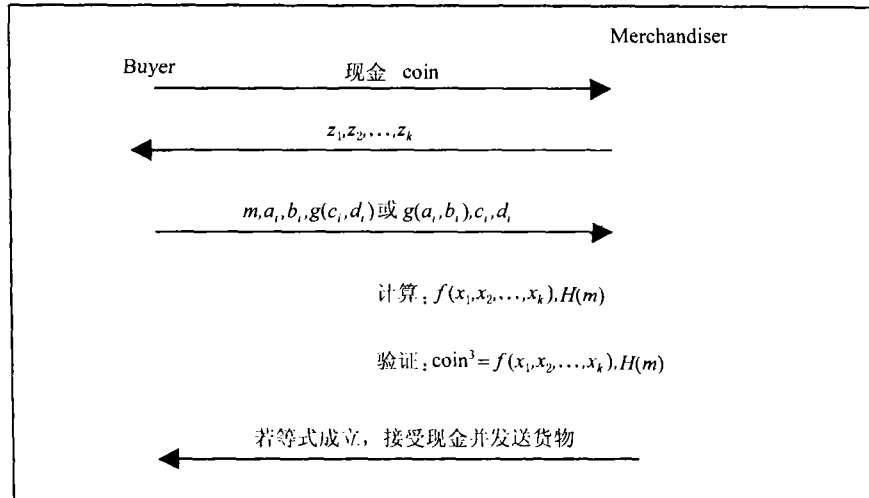 Merchandiser
Buyer
现金 coin
z₁,z₂,…,zₖ
m,aᵢ,bᵢ,g(cᵢ,dᵢ)或 g(aᵢ,bᵢ),cᵢ,dᵢ
计算:f(x₁,x₂,…,xₖ),H(m)
验证:coin³=f(x₁,x₂,…,xₖ),H(m)
若等式成立，接受现金并发送货物